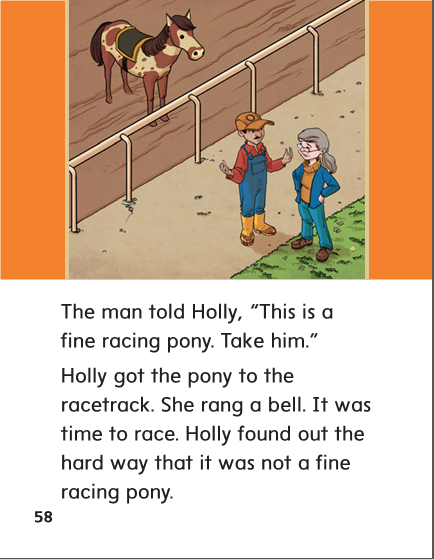 The man told Holly, “This is a
fine racing pony. Take him.”
Holly got the pony to the
racetrack. She rang a bell. It was
time to race. Holly found out the
hard way that it was not a fine
racing pony.
58